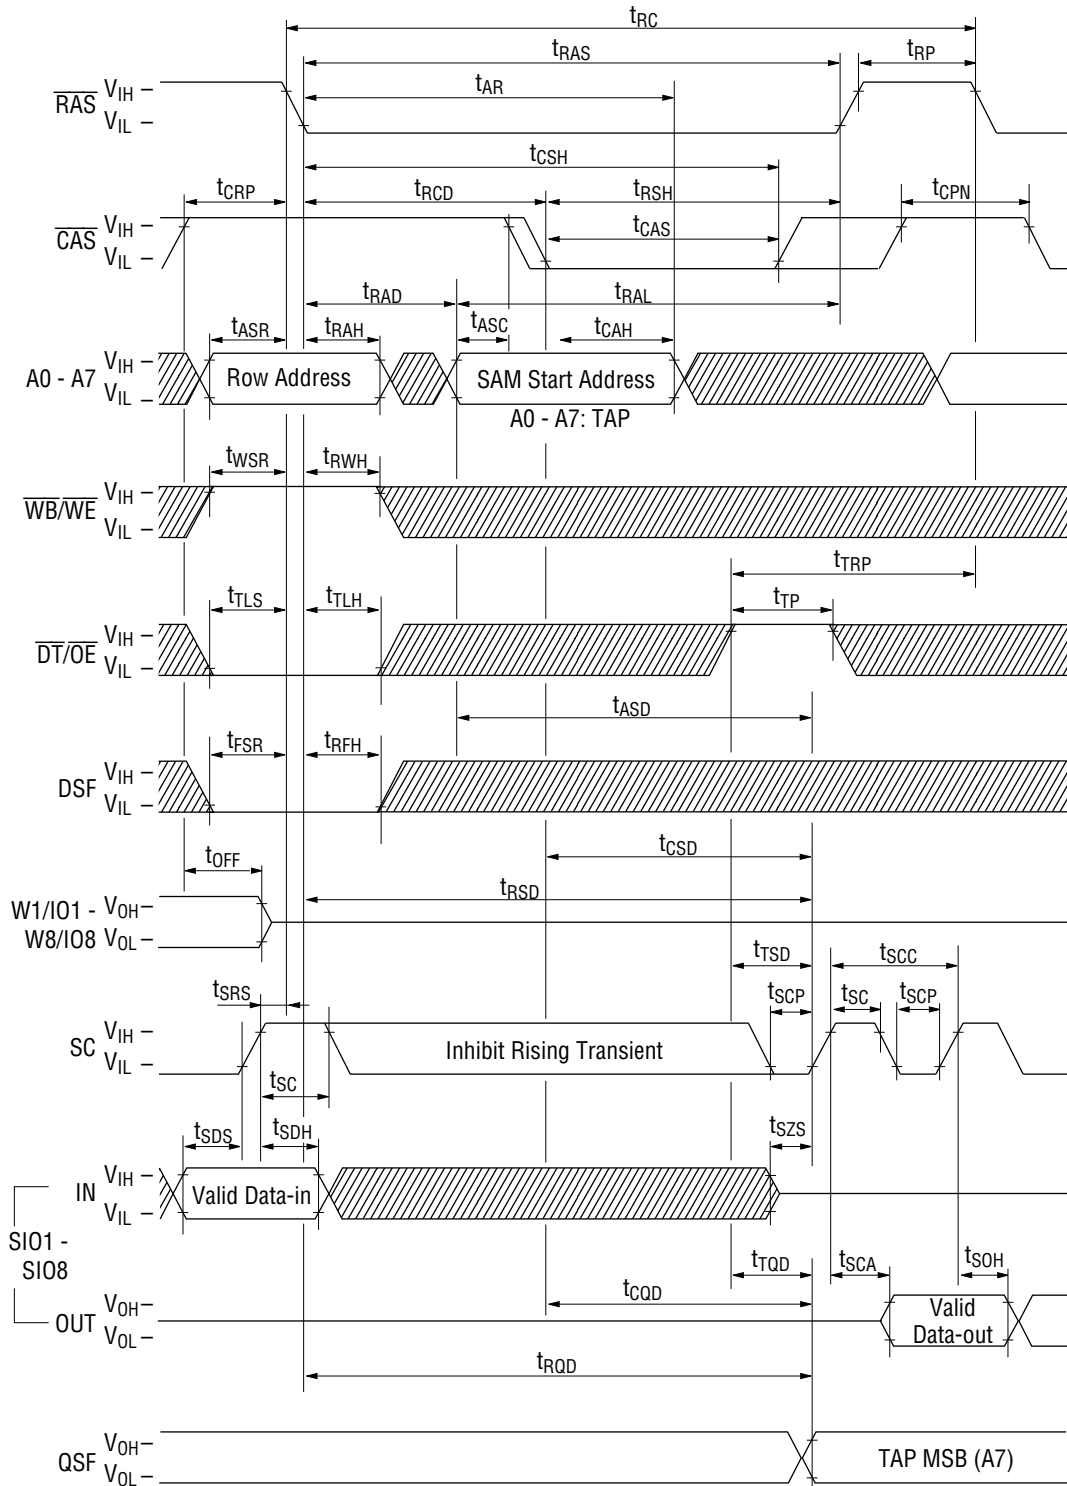 tRC
tRAS
tRP
tAR
RAS VIH
VIL
tCSH
tCRP
tRCD
tRSH
tCPN
CAS VIH
VIL
tCAS
tRAD
tRAL
tASR
tRAH
tASC
tCAH
A0 - A7 VIH
VIL
Row Address
SAM Start Address
A0 - A7: TAP
tWSR
tRWH
WB/WE VIH
VIL
tTRP
tTLS
tTLH
tTP
DT/OE VIH
VIL
tASD
tFSR
tRFH
DSF VIH
VIL
tCSD
tOFF
tRSD
W1/IO1 - VOH
W8/IO8 VOL
tTSD
tSCC
tSRS
tSCP
tSC
tSCP
SC VIH
VIL
Inhibit Rising Transient
tSC
tSDS
tSDH
tSZS
IN VIH
VIL
Valid Data-in
SIO1 -
SIO8
tTQD
tSCA
tSOH
tCQD
OUT VOH
VOL
Valid
Data-out
tRQD
QSF VOH
VOL
TAP MSB (A7)